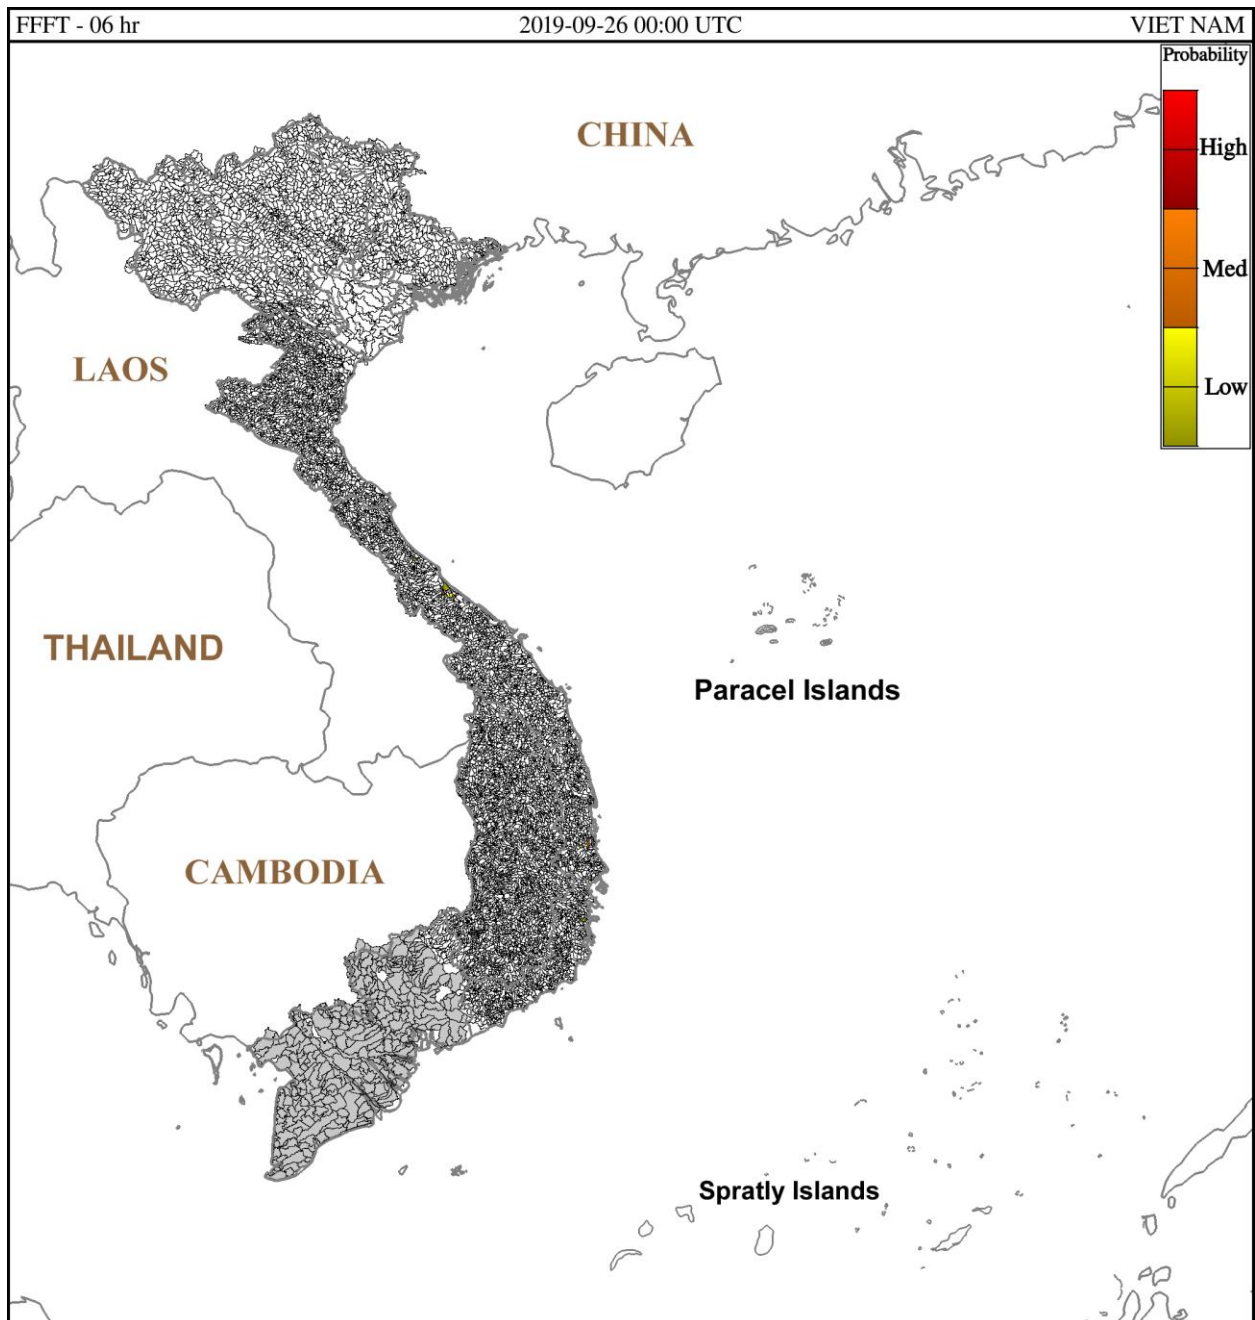 FFFT - 06 hr
2019-09-26 00:00 UTC
VIET NAM
Probability
CHINA
High
Med
LAOS
Low
THAILAND
Paracel Islands
CAMBODIA
Spratly Islands